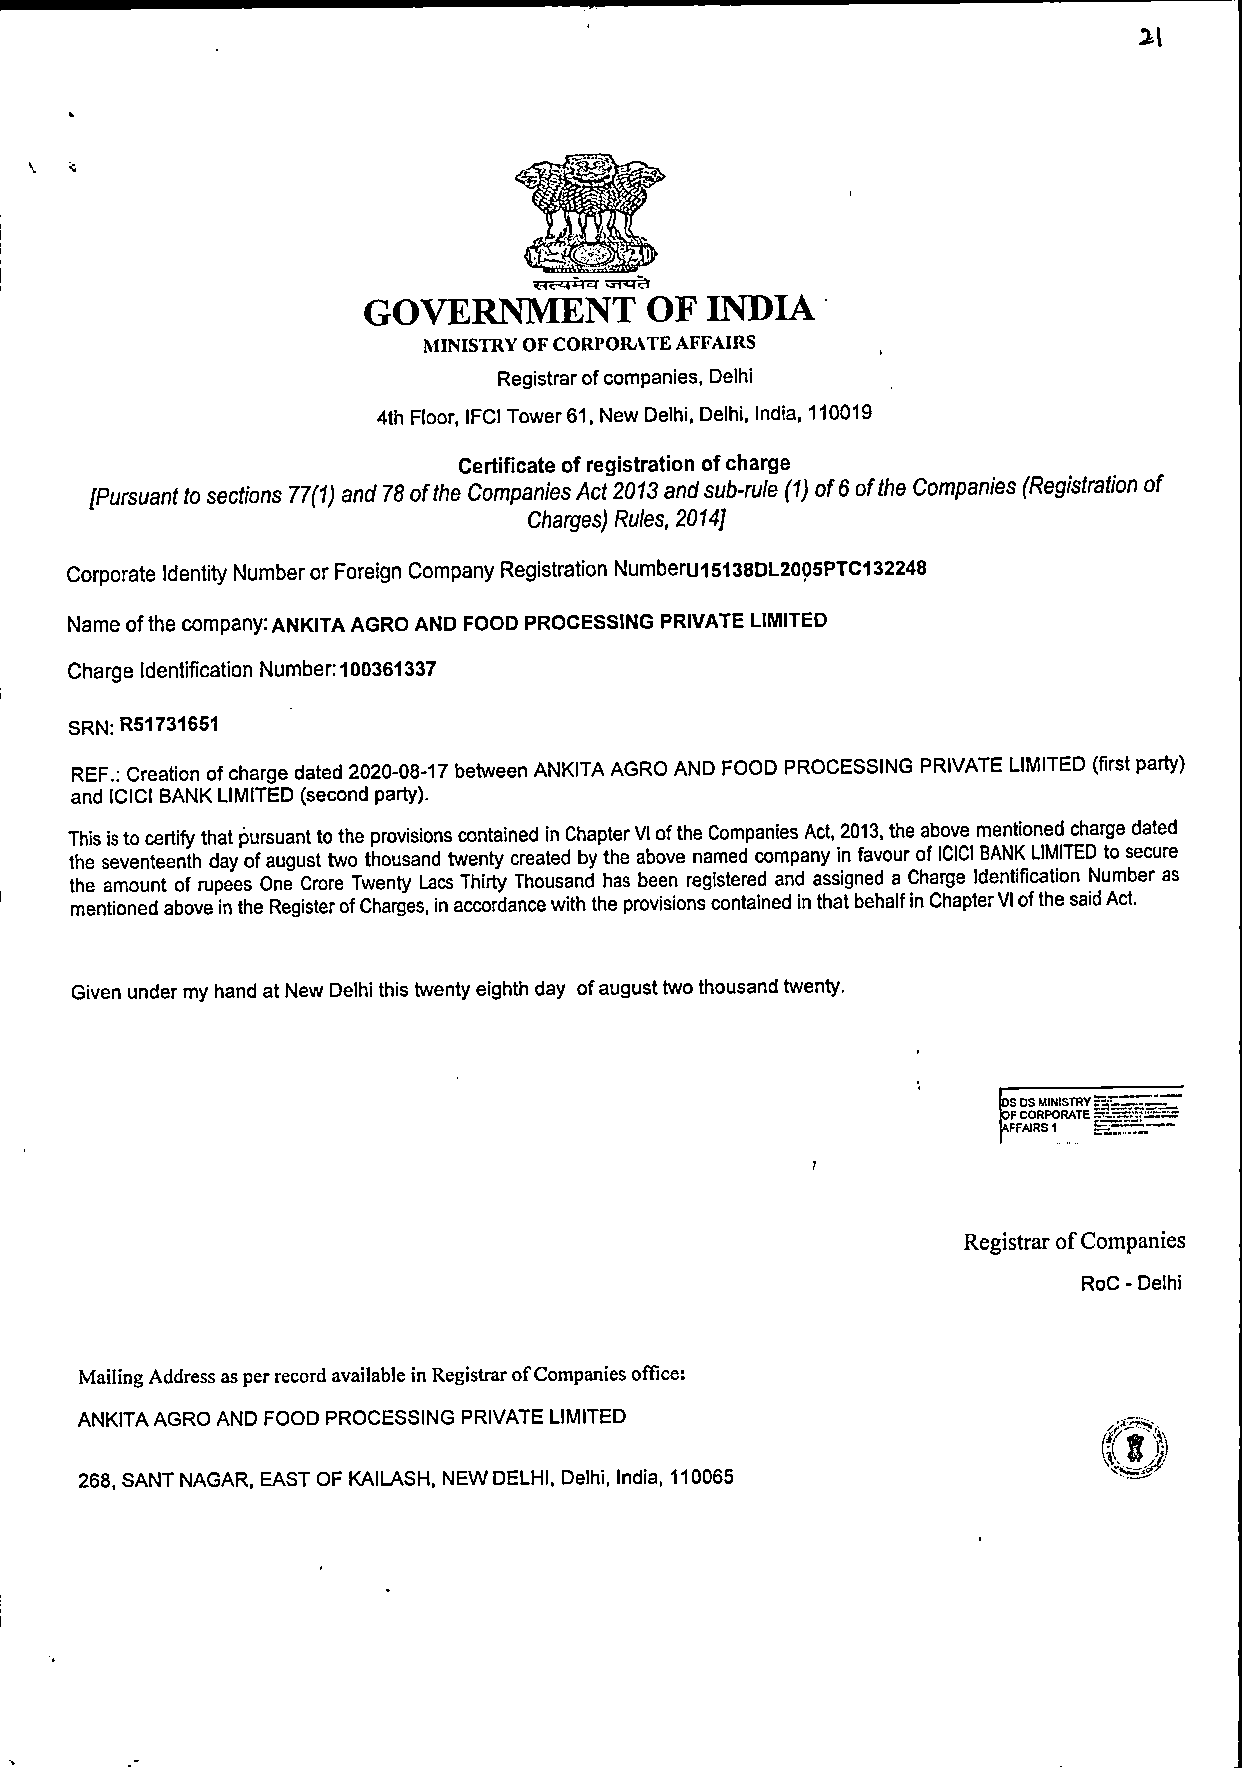 21
सत्यमेव जयते
GOVERNMENT OF INDIA
MINISTRY OF CORPORATE AFFAIRS
Registrar of companies, Delhi
4th Floor, IFCI Tower 61, New Delhi, Delhi, India, 110019
Certificate of registration of charge
[Pursuant to sections 77(1) and 78 of the Companies Act 2013 and sub-rule (1) of 6 of the Companies (Registration of
Charges) Rules, 2014]
Corporate Identity Number or Foreign Company Registration NumberU15138DL2005PTC132248
Name of the company: ANKITA AGRO AND FOOD PROCESSING PRIVATE LIMITED
Charge Identification Number: 100361337
SRN: R51731651
REF.: Creation of charge dated 2020-08-17 between ANKITA AGRO AND FOOD PROCESSING PRIVATE LIMITED (first party)
and ICICI BANK LIMITED (second party).
This is to certify that pursuant to the provisions contained in Chapter VI of the Companies Act, 2013, the above mentioned charge dated
the seventeenth day of august two thousand twenty created by the above named company in favour of ICICI BANK LIMITED to secure
the amount of rupees One Crore Twenty Lacs Thirty Thousand has been registered and assigned a Charge Identification Number as
mentioned above in the Register of Charges, in accordance with the provisions contained in that behalf in Chapter VI of the said Act.
Given under my hand at New Delhi this twenty eighth day of august two thousand twenty.
DS DS MINISTRY
OF CORPORATE
AFFAIRS 1
Registrar of Companies
RoC - Delhi
Mailing Address as per record available in Registrar of Companies office:
ANKITA AGRO AND FOOD PROCESSING PRIVATE LIMITED
268, SANT NAGAR, EAST OF KAILASH, NEW DELHI, Delhi, India, 110065